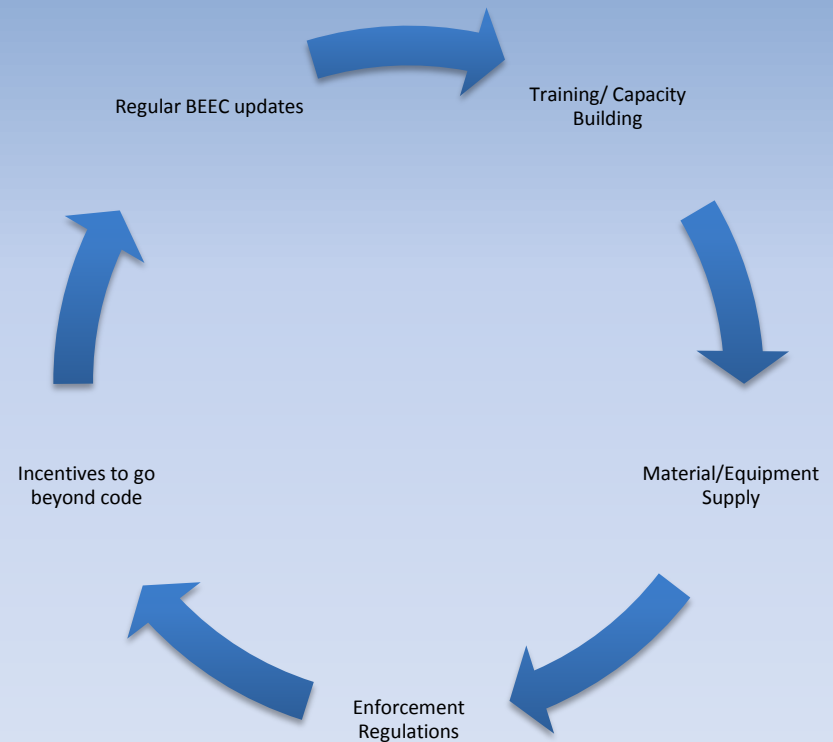 Regular BEEC updates
Training/ Capacity
Building
Material/Equipment
Supply
Enforcement
Regulations
Incentives to go
beyond code